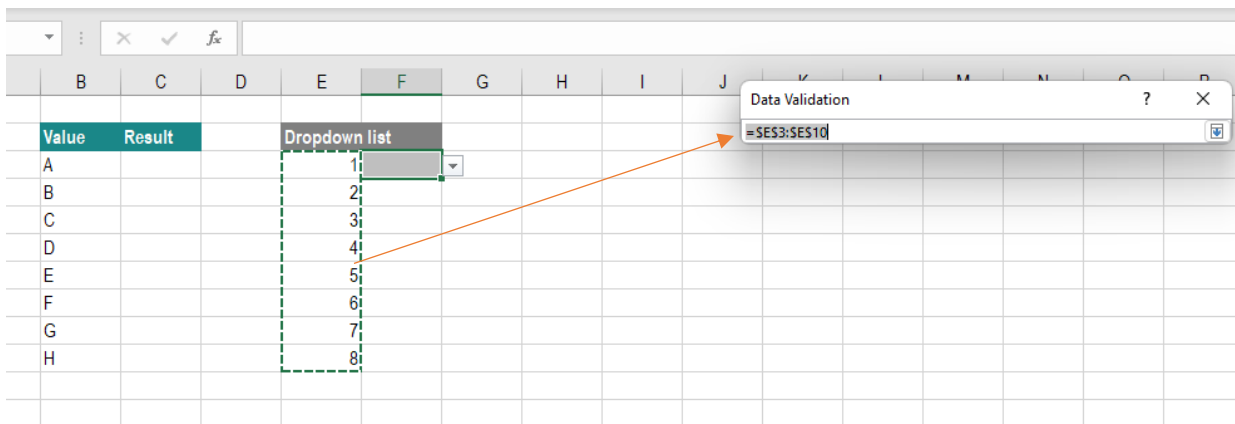 fx
B C D E F G H I J K L M N O P
Data Validation ? ×
=$E$3:$E$10
Value Result Dropdown list
A 1
B 2
C 3
D 4
E 5
F 6
G 7
H 8